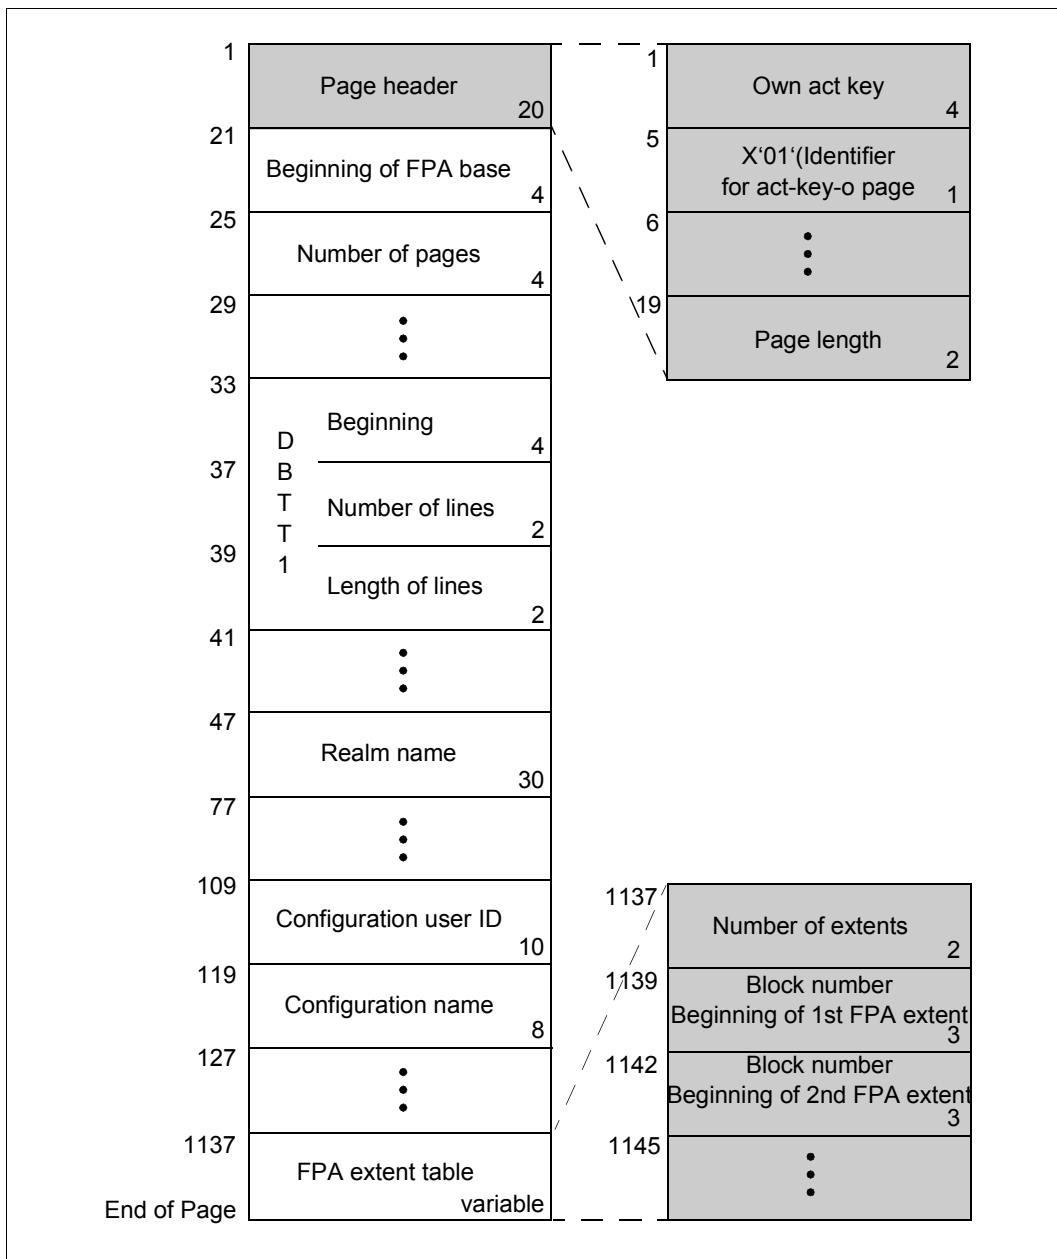 1
Page header
20
21
Beginning of FPA base
4
25
Number of pages
4
29
33
D
B
T
T
1
Beginning
4
37
Number of lines
2
39
Length of lines
2
41
47
Realm name
30
77
109
Configuration user ID
10
119
Configuration name
8
127
1137
FPA extent table
variable
End of Page
1
Own act key
4
5
X‘01‘(Identifier
for act-key-o page
1
6
19
Page length
2
1137
Number of extents
2
1139
Block number
Beginning of 1st FPA extent
3
1142
Block number
Beginning of 2nd FPA extent
3
1145